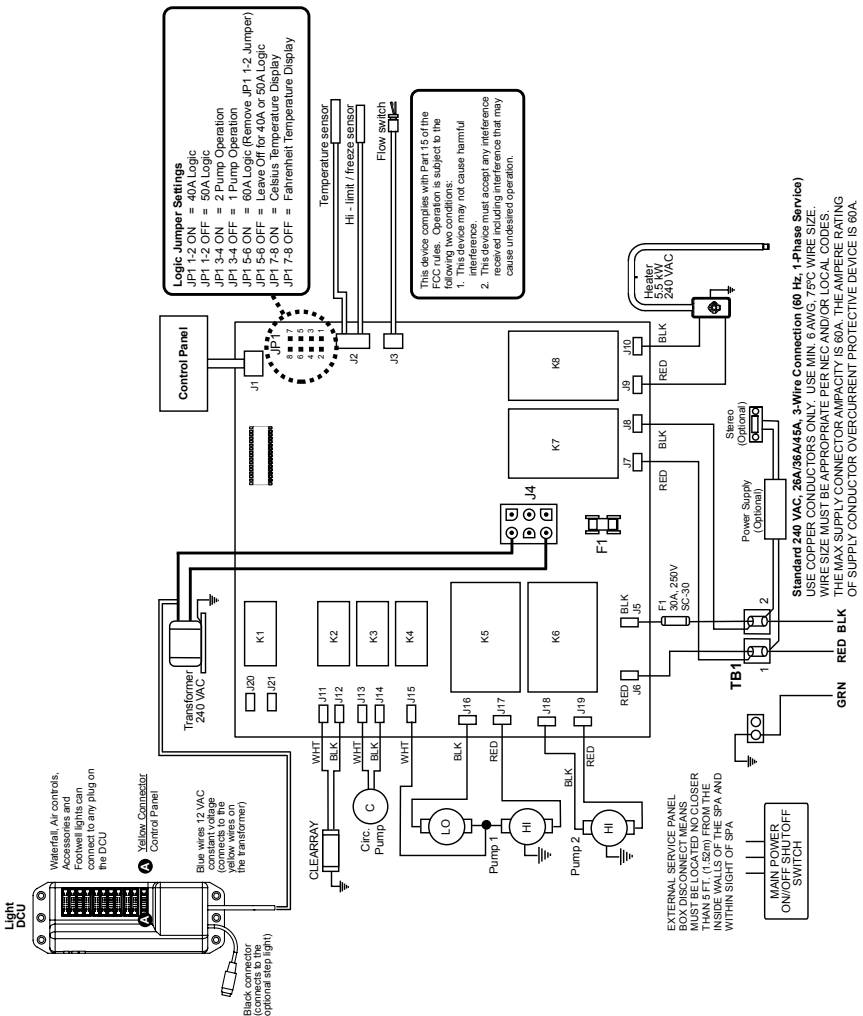 Light
DCU
Waterfall, Air controls,
Accessories and
Footwell lights can
connect to any plug on
the DCU
A
A
Yellow Connector
Control Panel
Blue wires 12 VAC
constant voltage
(connects to the
yellow wires on
the transformer)
Black connector
(connects to the
optional step light)
Transformer
240 VAC
Control Panel
J1
JP1
8 7
6 5
4 3
2 1
Logic Jumper Settings
JP1 1-2 ON = 40A Logic
JP1 1-2 OFF = 50A Logic
JP1 3-4 ON = 2 Pump Operation
JP1 3-4 OFF = 1 Pump Operation
JP1 5-6 ON = 60A Logic (Remove JP1 1-2 Jumper)
JP1 5-6 OFF = Leave Off for 40A or 50A Logic
JP1 7-8 ON = Celsius Temperature Display
JP1 7-8 OFF = Fahrenheit Temperature Display
Temperature sensor
Hi - limit / freeze sensor
J2
Flow switch
J3
This device complies with Part 15 of the
FCC rules. Operation is subject to the
following two conditions:
1. This device may not cause harmful
interference.
2. This device must accept any inteference
received including interference that may
cause undesired operation.
J20
J21
K1
K2
K3
K4
K5
K6
K7
K8
J4
F1
J11
J12
J13
J14
J15
J16
J17
J18
J19
WHT
BLK
WHT
BLK
WHT
BLK
RED
BLK
RED
CLEARRAY
C
Circ.
Pump
LO
HI
Pump 1
HI
Pump 2
RED
J6
BLK
J5
J7
RED
J8
BLK
J9
RED
J10
BLK
F1
30A, 250V
SC-30
Heater
5.5 kW
240 VAC
Power Supply
(Optional)
Stereo
(Optional)
TB1
1
2
GRN
RED
BLK
EXTERNAL SERVICE PANEL
BOX DISCONNECT MEANS
MUST BE LOCATED NO CLOSER
THAN 5 FT. (1.52m) FROM THE
INSIDE WALLS OF THE SPA AND
WITHIN SIGHT OF SPA
MAIN POWER
ON//OFF SHUTOFF
SWITCH
Standard 240 VAC, 26A/36A/45A, 3-Wire Connection (60 Hz, 1-Phase Service)
USE COPPER CONDUCTORS ONLY. USE MIN. 6 AWG, 75ºC WIRE SIZE.
WIRE SIZE MUST BE APPROPRIATE PER NEC AND/OR LOCAL CODES.
THE MAX SUPPLY CONNECTOR AMPACITY IS 60A. THE AMPERE RATING
OF SUPPLY CONDUCTOR OVERCURRENT PROTECTIVE DEVICE IS 60A.